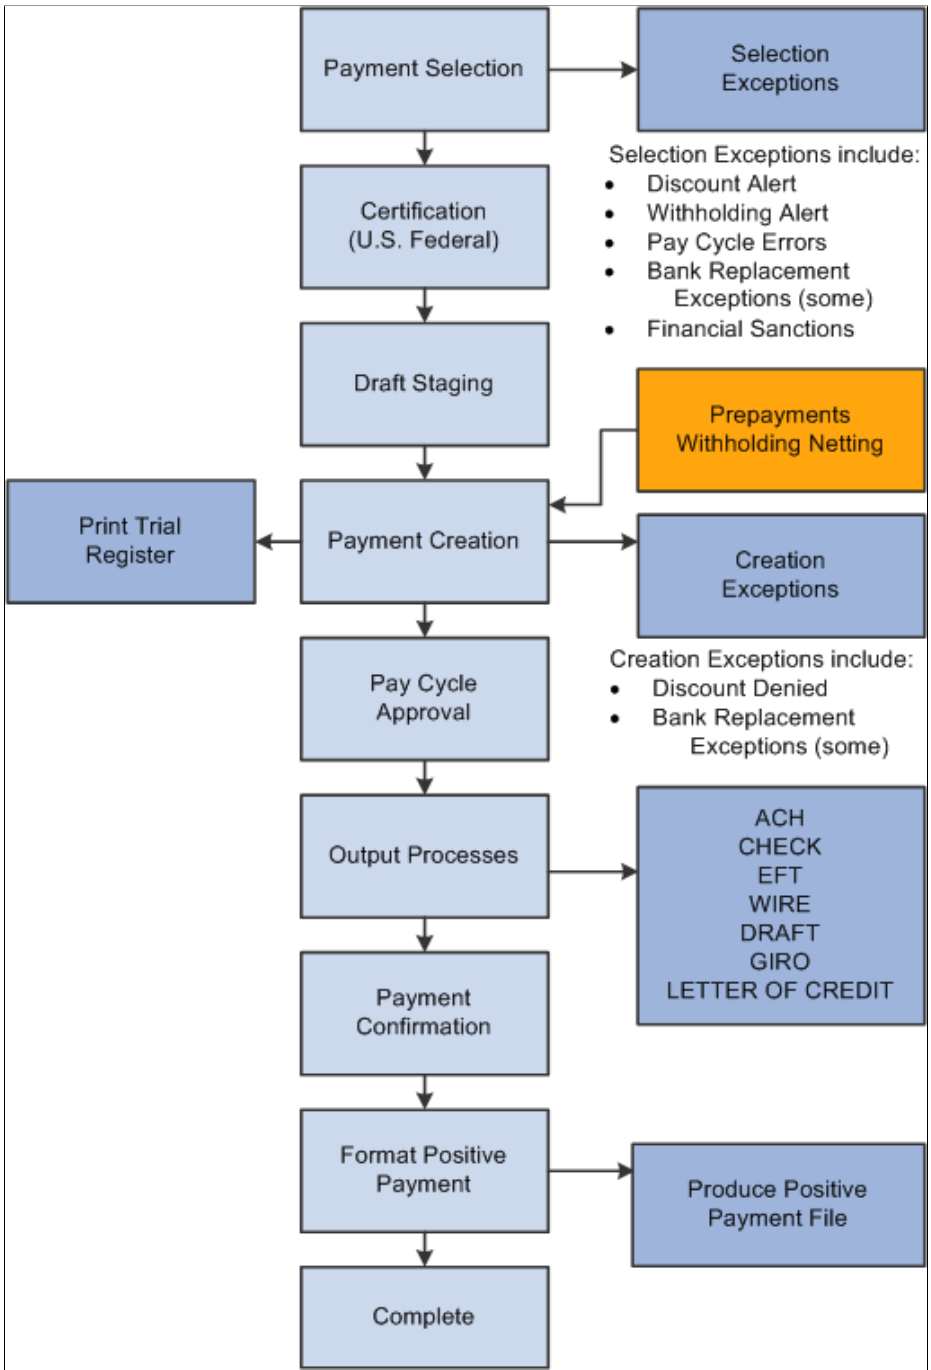 Payment Selection
Selection
Exceptions
Selection Exceptions include:
• Discount Alert
• Withholding Alert
• Pay Cycle Errors
• Bank Replacement
Exceptions (some)
• Financial Sanctions
Certification
(U.S. Federal)
Draft Staging
Prepayments
Withholding Netting
Print Trial
Register
Payment Creation
Creation
Exceptions
Creation Exceptions include:
• Discount Denied
• Bank Replacement
Exceptions (some)
Pay Cycle
Approval
Output Processes
ACH
CHECK
EFT
WIRE
DRAFT
GIRO
LETTER OF CREDIT
Payment
Confirmation
Format Positive
Payment
Produce Positive
Payment File
Complete